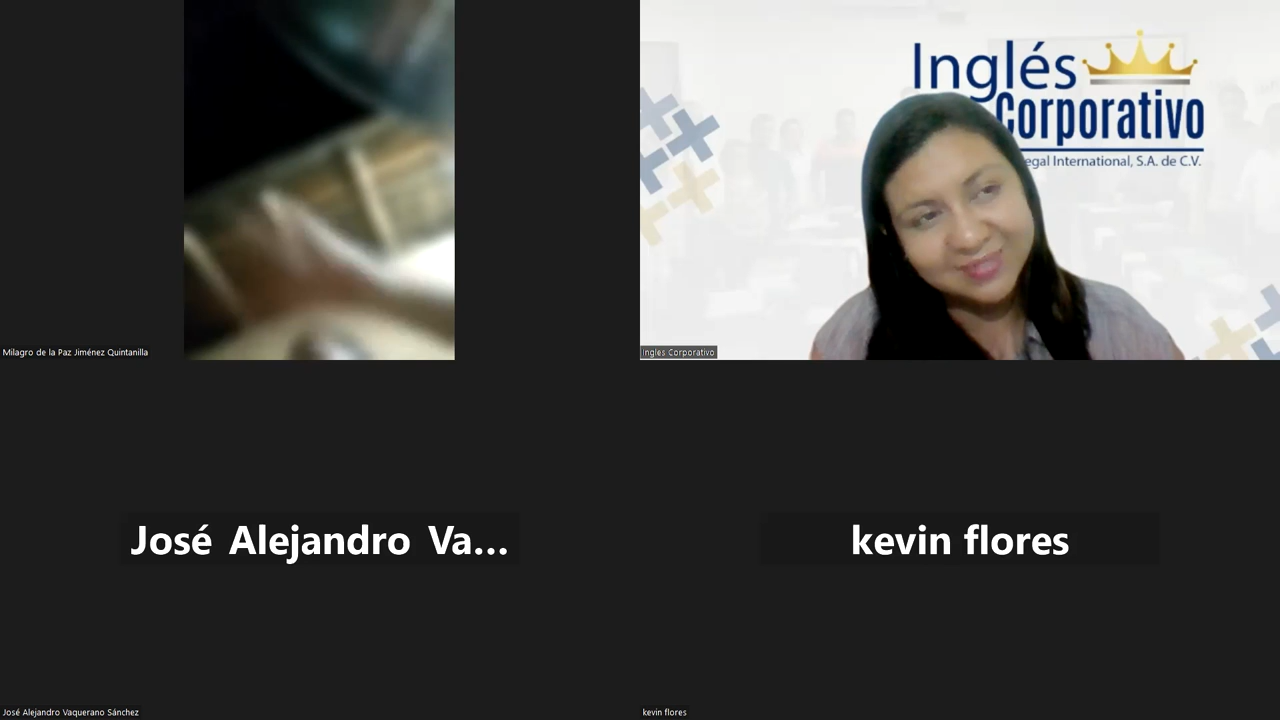 Inglés
Corporativo
egal International, S.A. de C.V.
Milagro de la Paz Jiménez Quintanilla
Ingles Corporativo
José Alejandro Va...
kevin flores
José Alejandro Vaquerano Sánchez
kevin flores